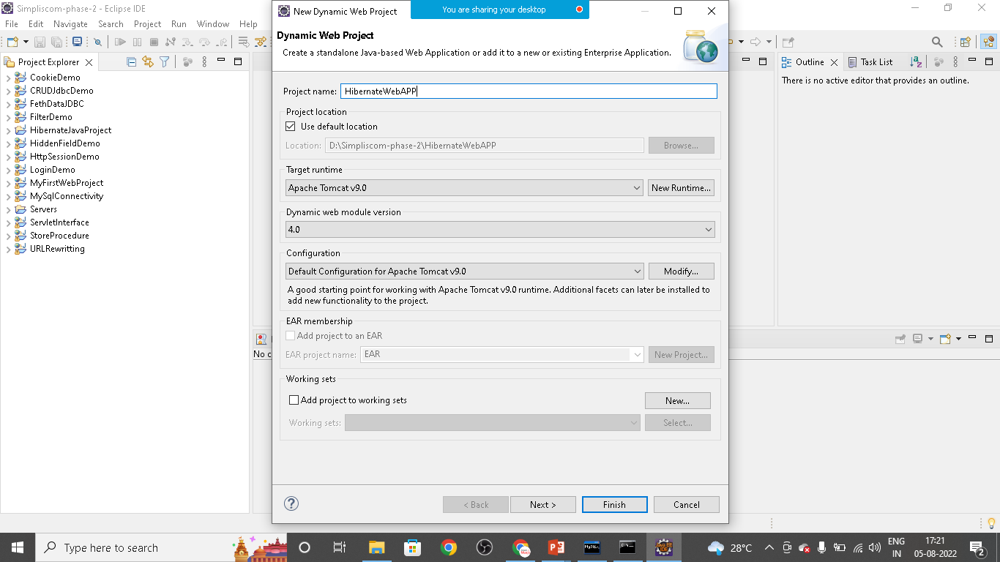 Simpliscom-phase-2 - Eclipse IDE
File Edit Navigate Search Project Run Window Help
Project Explorer
CookieDemo
CRUDJdbcDemo
FethDataJDBC
FilterDemo
HibernateJavaProject
HiddenFieldDemo
HttpSessionDemo
LoginDemo
MyFirstWebProject
MySqlConnectivity
Servers
ServletInterface
StoreProcedure
URLRewritting
New Dynamic Web Project
You are sharing your desktop
Dynamic Web Project
Create a standalone Java-based Web Application or add it to a new or existing Enterprise Application.
Project name: HibernateWebAPP
Project location
Use default location
Location: D:\Simpliscom-phase-2\HibernateWebAPP Browse...
Target runtime
Apache Tomcat v9.0 New Runtime...
Dynamic web module version
4.0
Configuration
Default Configuration for Apache Tomcat v9.0 Modify...
A good starting point for working with Apache Tomcat v9.0 runtime. Additional facets can later be installed to
add new functionality to the project.
EAR membership
Add project to an EAR
EAR project name: EAR New Project...
Working sets
Add project to working sets New...
Working sets: Select...
? < Back Next > Finish Cancel
Outline Task List
There is no active editor that provides an outline.
No c
Type here to search
28°C
ENG
IN
17:21
05-08-2022
2